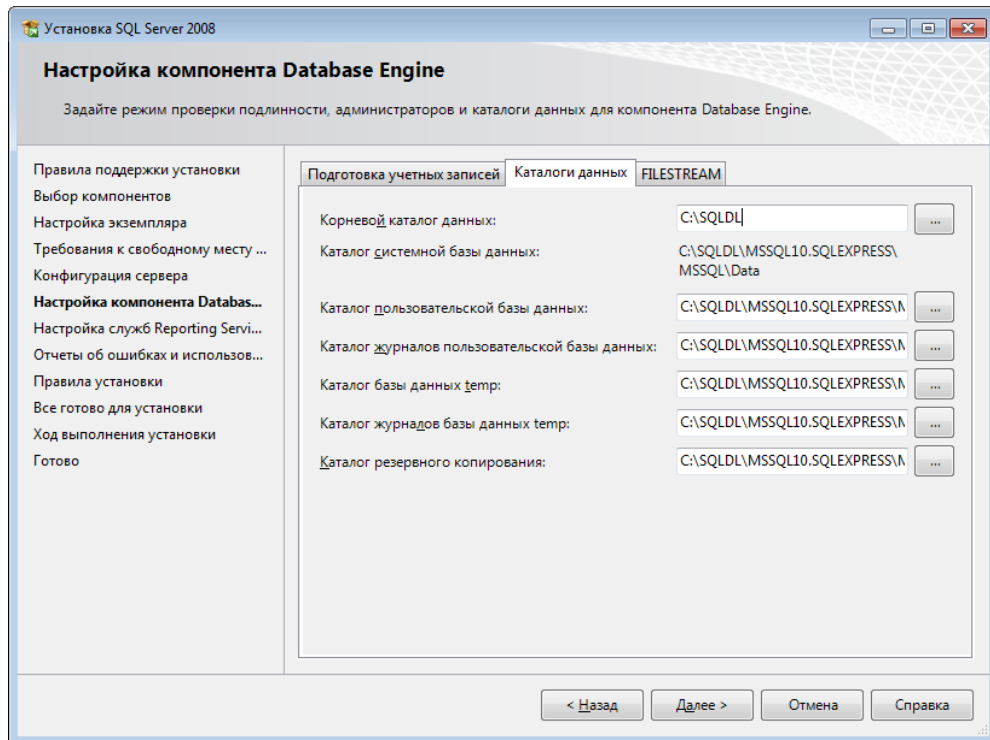 Установка SQL Server 2008
Настройка компонента Database Engine
Задайте режим проверки подлинности, администраторов и каталоги данных для компонента Database Engine.
Правила поддержки установки
Выбор компонентов
Настройка экземпляра
Требования к свободному месту ...
Конфигурация сервера
Настройка компонента Databas...
Настройка служб Reporting Servi...
Отчеты об ошибках и использов...
Правила установки
Все готово для установки
Ход выполнения установки
Готово
Подготовка учетных записей Каталоги данных FILESTREAM
Корневой каталог данных: C:\SQLDL ...
Каталог системной базы данных: C:\SQLDL\MSSQL10.SQLEXPRESS\
MSSQL\Data
Каталог пользовательской базы данных: C:\SQLDL\MSSQL10.SQLEXPRESS\M ...
Каталог журналов пользовательской базы данных: C:\SQLDL\MSSQL10.SQLEXPRESS\M ...
Каталог базы данных temp: C:\SQLDL\MSSQL10.SQLEXPRESS\M ...
Каталог журналов базы данных temp: C:\SQLDL\MSSQL10.SQLEXPRESS\M ...
Каталог резервного копирования: C:\SQLDL\MSSQL10.SQLEXPRESS\M ...
< Назад Далее > Отмена Справка